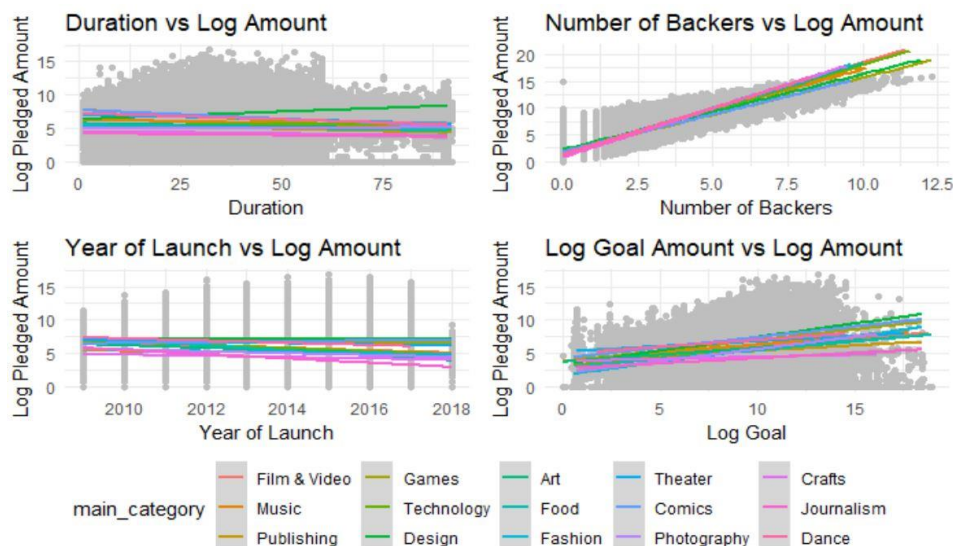 Duration vs Log Amount
Log Pledged Amount
15
10
5
0
0
25
50
75
Duration
Number of Backers vs Log Amount
Log Pledged Amount
20
15
10
5
0
0.0
2.5
5.0
7.5
10.0
12.5
Number of Backers
Year of Launch vs Log Amount
Log Pledged Amount
15
10
5
0
2010
2012
2014
2016
2018
Year of Launch
Log Goal Amount vs Log Amount
Log Pledged Amount
15
10
5
0
0
5
10
15
Log Goal
main_category
Film & Video
Games
Art
Theater
Crafts
Music
Technology
Food
Comics
Journalism
Publishing
Design
Fashion
Photography
Dance